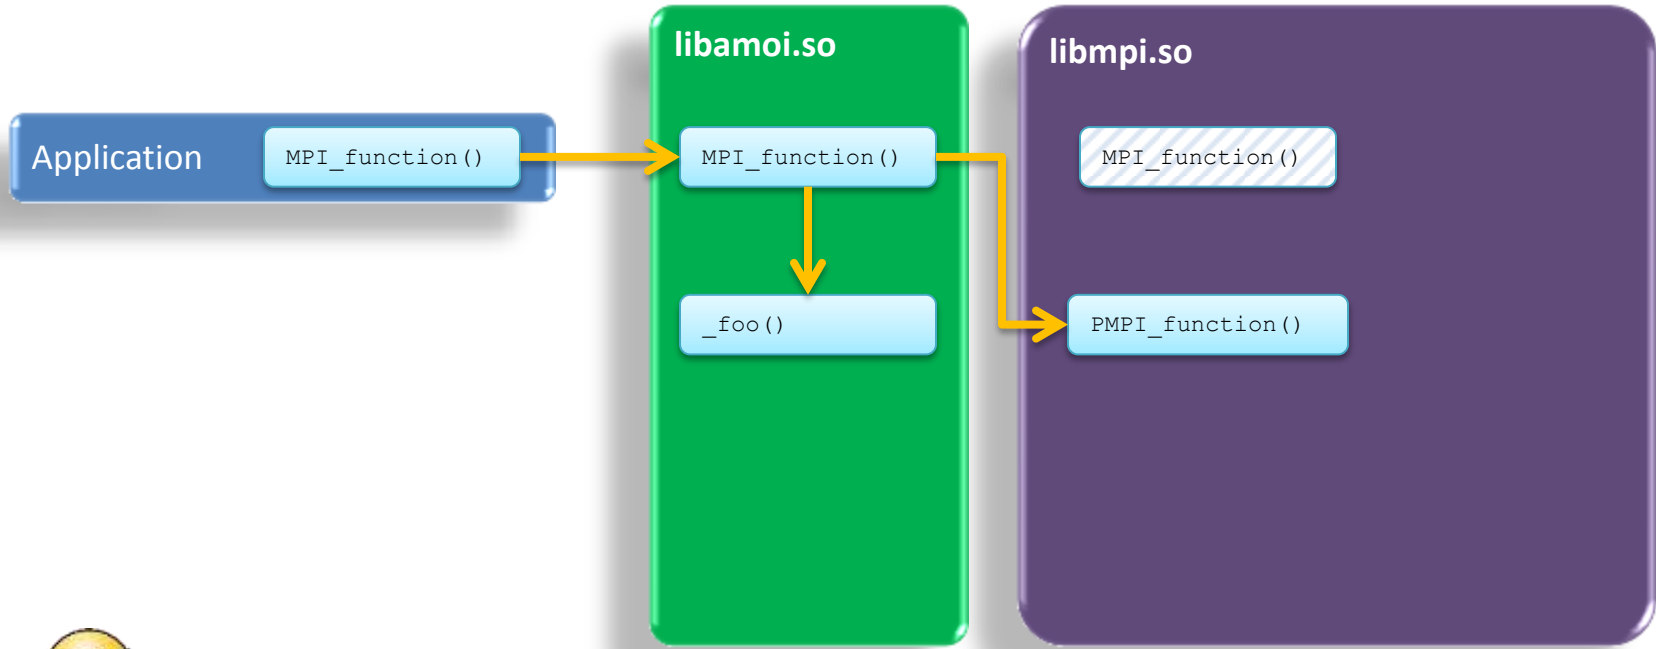 libamoi.so
libmpi.so
Application
MPI_function()
MPI_function()
MPI_function()
_foo()
PMPI_function()